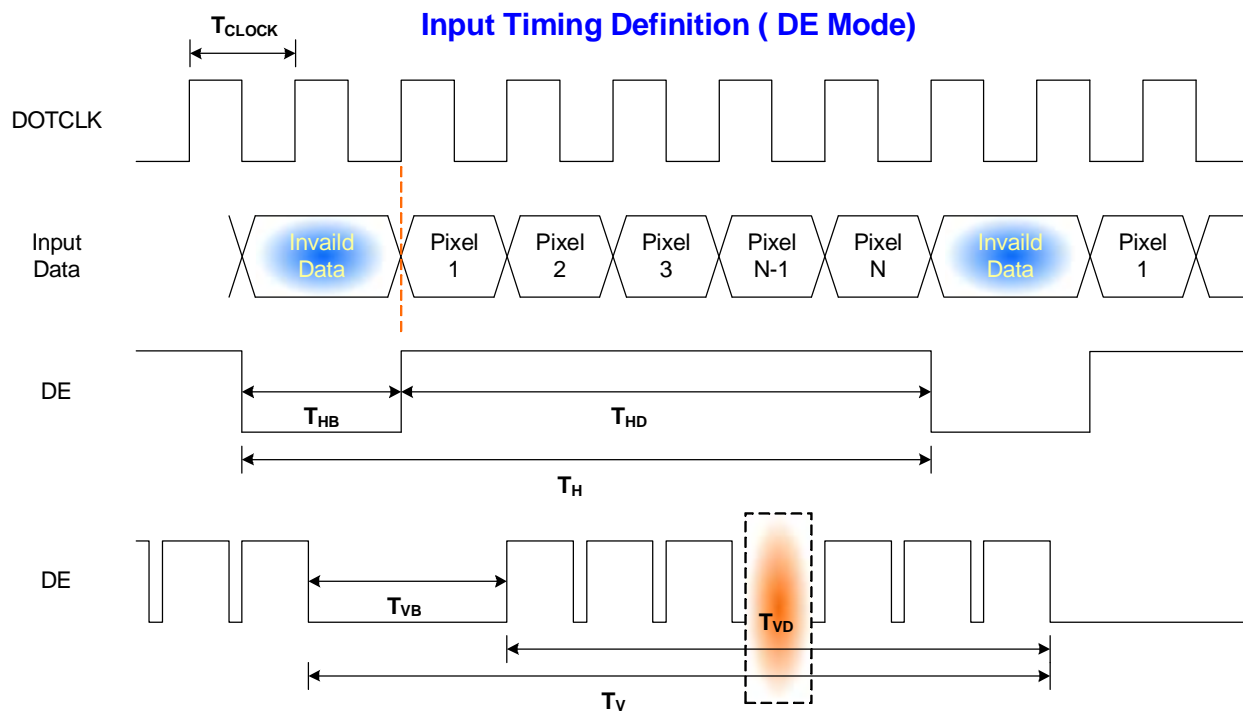 Input Timing Definition ( DE Mode)
TCLOCK
DOTCLK
Input
Data
Invaild
Data
Pixel
1
Pixel
2
Pixel
3
Pixel
N-1
Pixel
N
Invaild
Data
Pixel
1
DE
THB
THD
TH
DE
TVB
TVD
TV